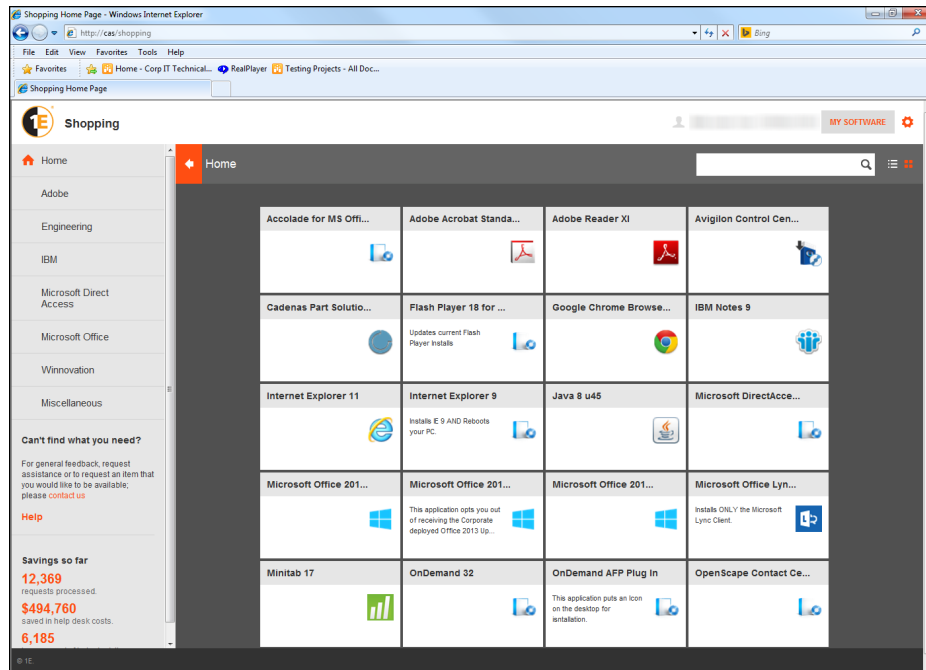 Shopping Home Page - Windows Internet Explorer
http://cas/shopping
Bing
File Edit View Favorites Tools Help
Favorites Home - Corp IT Technical... RealPlayer Testing Projects - All Doc...
Shopping Home Page
1E Shopping
MY SOFTWARE
Home
Adobe
Engineering
IBM
Microsoft Direct
Access
Microsoft Office
Winnovation
Miscellaneous
Can't find what you need?
For general feedback, request
assistance or to request an item that
you would like to be available;
please contact us
Help
Savings so far
12,369
requests processed.
$494,760
saved in help desk costs.
6,185
Home
Accolade for MS Offi...
Adobe Acrobat Standa...
Adobe Reader XI
Avigilon Control Cen...
Cadenas Part Solutio...
Flash Player 18 for ...
Updates current Flash
Player Installs
Google Chrome Browse...
IBM Notes 9
Internet Explorer 11
Internet Explorer 9
Installs IE 9 AND Reboots
your PC.
Java 8 u45
Microsoft DirectAcce...
Microsoft Office 201...
Microsoft Office 201...
This application opts you out
of receiving the Corporate
deployed Office 2013 Up...
Microsoft Office 201...
Microsoft Office Lyn...
Installs ONLY the Microsoft
Lync Client.
Minitab 17
OnDemand 32
OnDemand AFP Plug In
This application puts an Icon
on the desktop for
isntallation.
OpenScape Contact Ce...
© 1E.